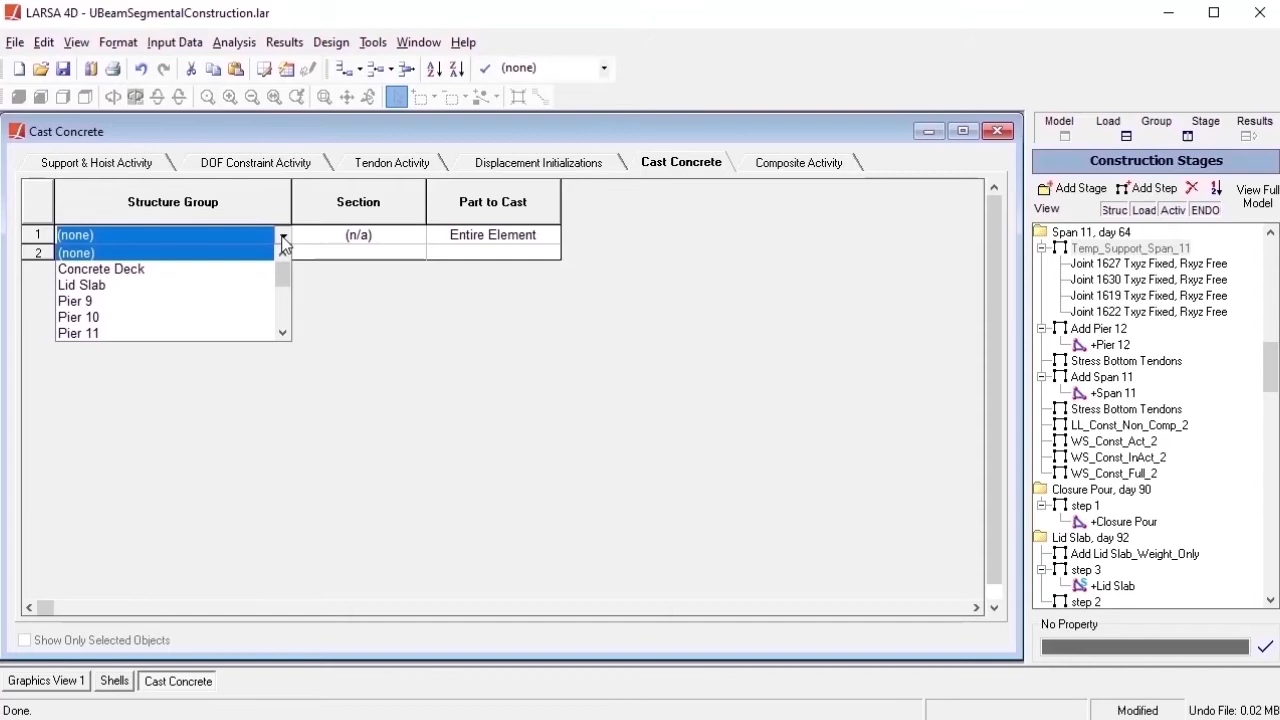 LARSA 4D - UBeamSegmentalConstruction.lar
File Edit View Format Input Data Analysis Results Design Tools Window Help
(none)
Cast Concrete
Support & Hoist Activity DOF Constraint Activity Tendon Activity Displacement Initializations Cast Concrete Composite Activity
Structure Group Section Part to Cast
1 (none) (n/a) Entire Element
2 (none)
Concrete Deck
Lid Slab
Pier 9
Pier 10
Pier 11
Show Only Selected Objects
Graphics View 1 Shells Cast Concrete
Done.
Model Load Group Stage Results
Construction Stages
Add Stage Add Step View Full Model
View Struc Load Activ ENDO
Span 11, day 64
Temp_Support_Span_11
Joint 1627 Txyz Fixed, Rxyz Free
Joint 1630 Txyz Fixed, Rxyz Free
Joint 1619 Txyz Fixed, Rxyz Free
Joint 1622 Txyz Fixed, Rxyz Free
Add Pier 12
+Pier 12
Stress Bottom Tendons
Add Span 11
+Span 11
Stress Bottom Tendons
LL_Const_Non_Comp_2
WS_Const_Act_2
WS_Const_InAct_2
WS_Const_Full_2
Closure Pour, day 90
step 1
+Closure Pour
Lid Slab, day 92
Add Lid Slab_Weight_Only
step 3
+Lid Slab
step 2
No Property
Modified Undo File: 0.02 MB